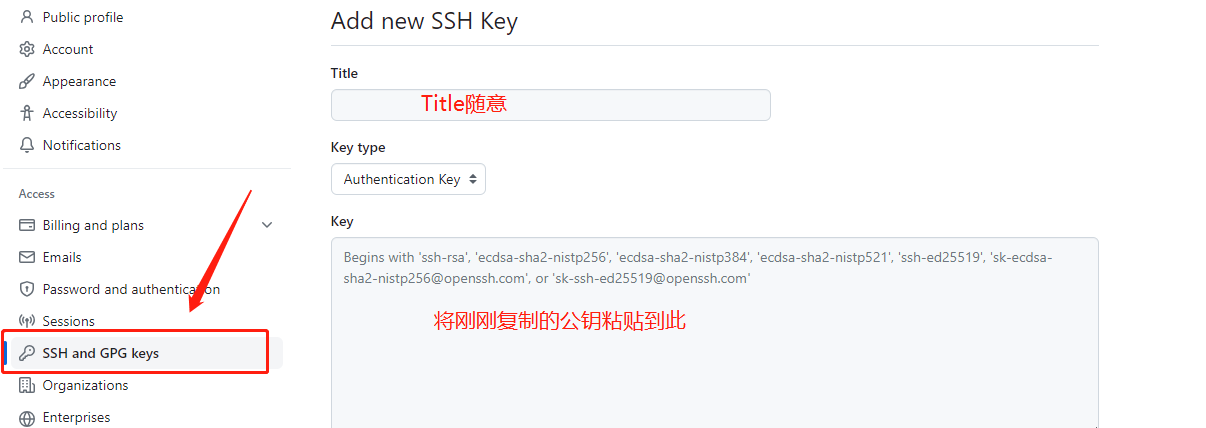 Public profile
Account
Appearance
Accessibility
Notifications
Access
Billing and plans
Emails
Password and authentication
Sessions
SSH and GPG keys
Organizations
Enterprises
Add new SSH Key
Title
Title随意
Key type
Authentication Key
Key
Begins with 'ssh-rsa', 'ecdsa-sha2-nistp256', 'ecdsa-sha2-nistp384', 'ecdsa-sha2-nistp521', 'ssh-ed25519', 'sk-ecdsa-
sha2-nistp256@openssh.com', or 'sk-ssh-ed25519@openssh.com'
将刚刚复制的公钥粘贴到此